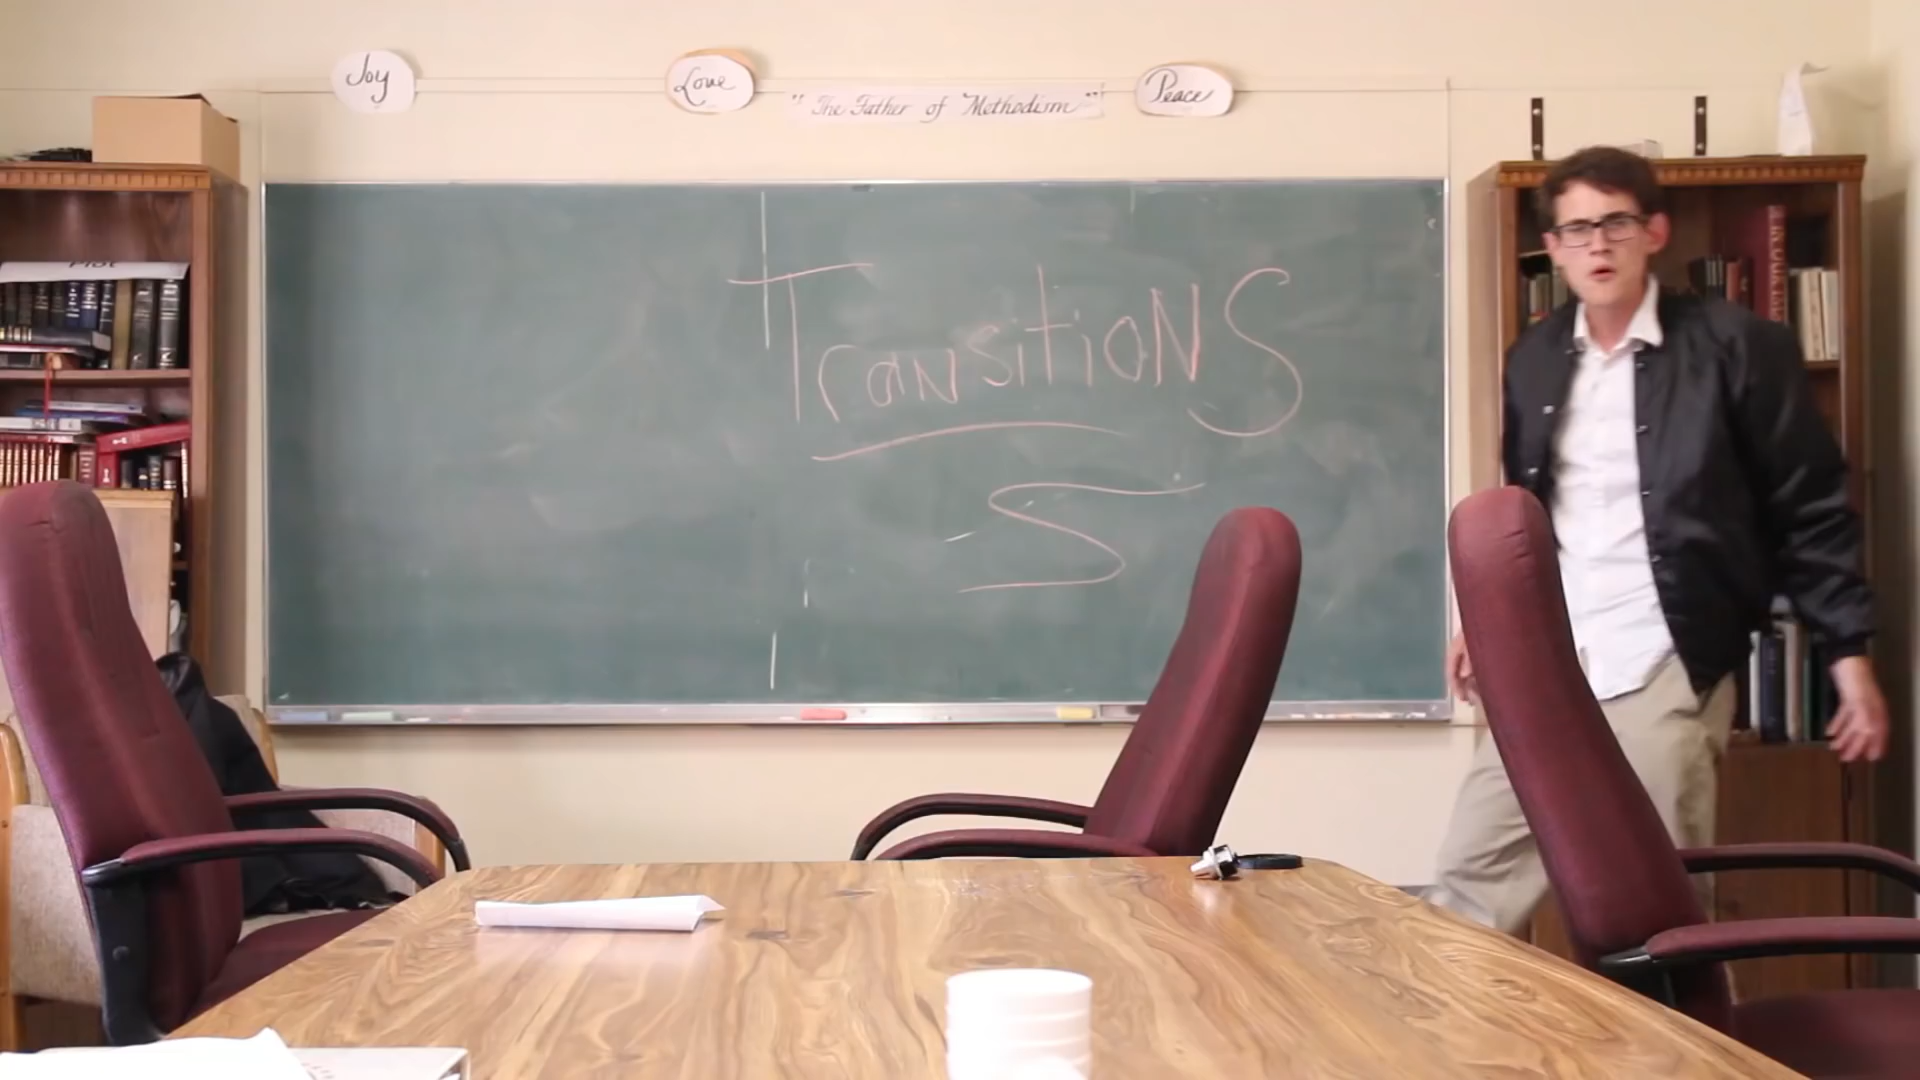 Joy
Love
"The Father of Methodism"
Peace
TransitioNS
S